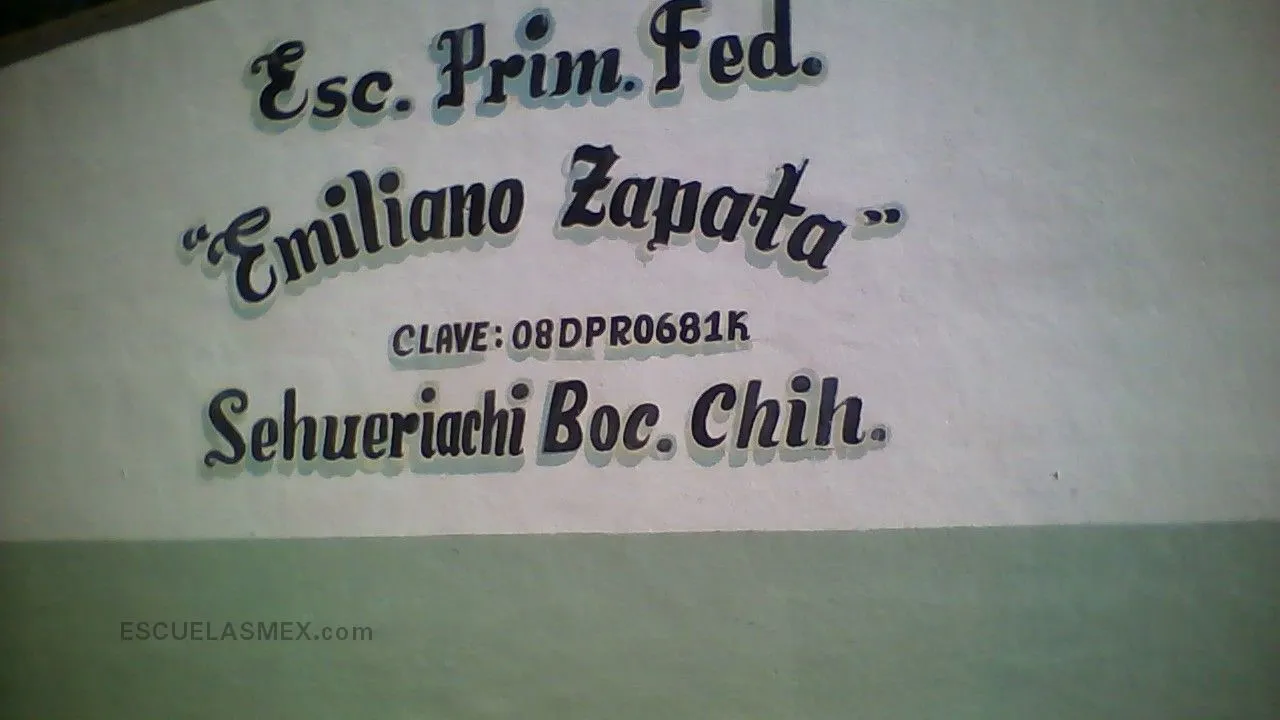 Esc. Prim. Fed.
"Emiliano Zapata"
CLAVE: 08DPR0681K
Sehueriachi Boc. Chih.
ESCUELASMEX.com